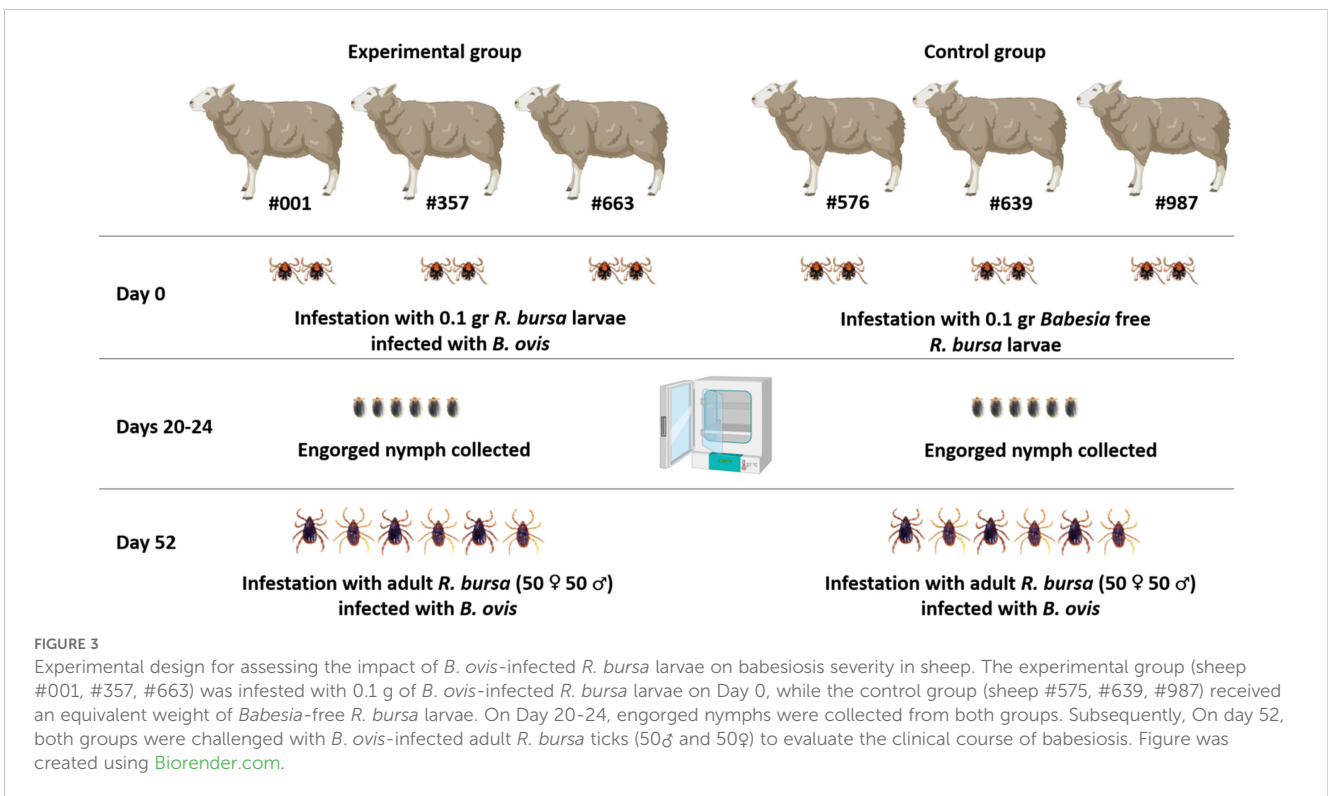 Experimental group
Control group
#001
#357
#663
#576
#639
#987
Day 0
Infestation with 0.1 gr R. bursa larvae
infected with B. ovis
Infestation with 0.1 gr Babesia free
R. bursa larvae
Days 20-24
Engorged nymph collected
37 °C
Engorged nymph collected
Day 52
Infestation with adult R. bursa (50 ♀ 50 ♂)
infected with B. ovis
Infestation with adult R. bursa (50 ♀ 50 ♂)
infected with B. ovis
FIGURE 3
Experimental design for assessing the impact of B. ovis-infected R. bursa larvae on babesiosis severity in sheep. The experimental group (sheep
#001, #357, #663) was infested with 0.1 g of B. ovis-infected R. bursa larvae on Day 0, while the control group (sheep #575, #639, #987) received
an equivalent weight of Babesia-free R. bursa larvae. On Day 20-24, engorged nymphs were collected from both groups. Subsequently, On day 52,
both groups were challenged with B. ovis-infected adult R. bursa ticks (50♂ and 50♀) to evaluate the clinical course of babesiosis. Figure was
created using Biorender.com.